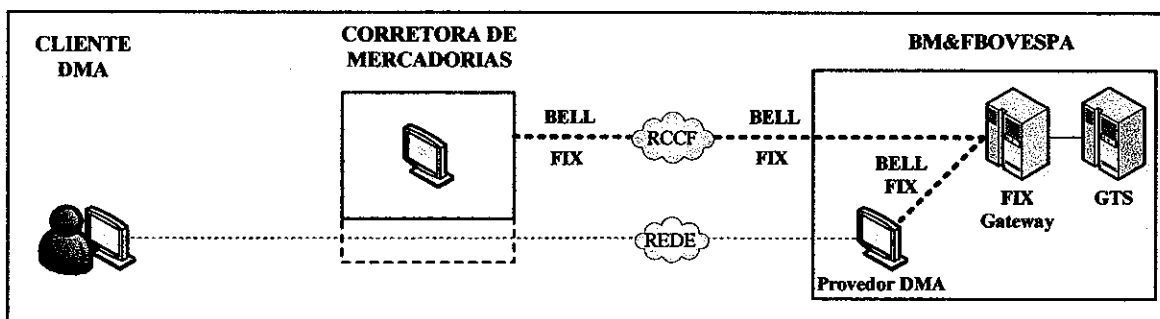 CLIENTE
DMA
CORRETORA DE
MERCADORIAS
BM&FBOVESPA
BELL
FIX
RCCF
BELL
FIX
BELL
FIX
FIX
Gateway
GTS
REDE
Provedor DMA